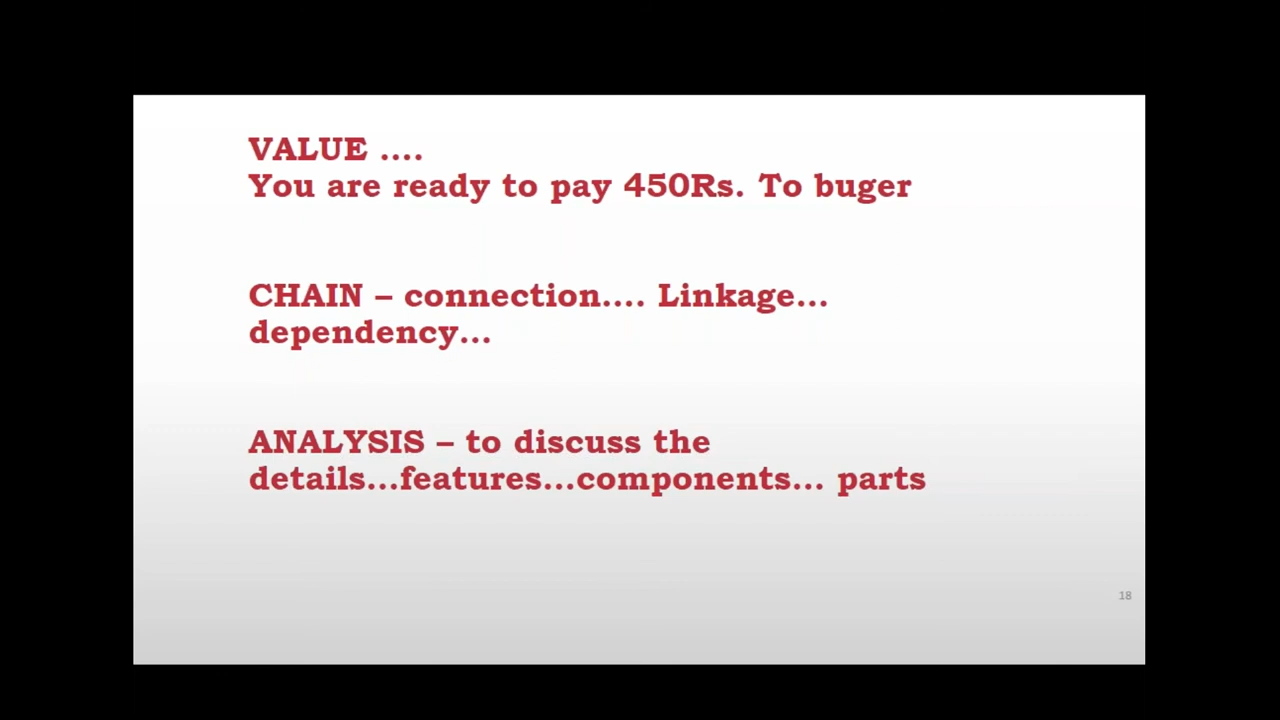 VALUE ....
You are ready to pay 450Rs. To buger
CHAIN – connection.... Linkage...
dependency...
ANALYSIS – to discuss the
details...features...components... parts
18